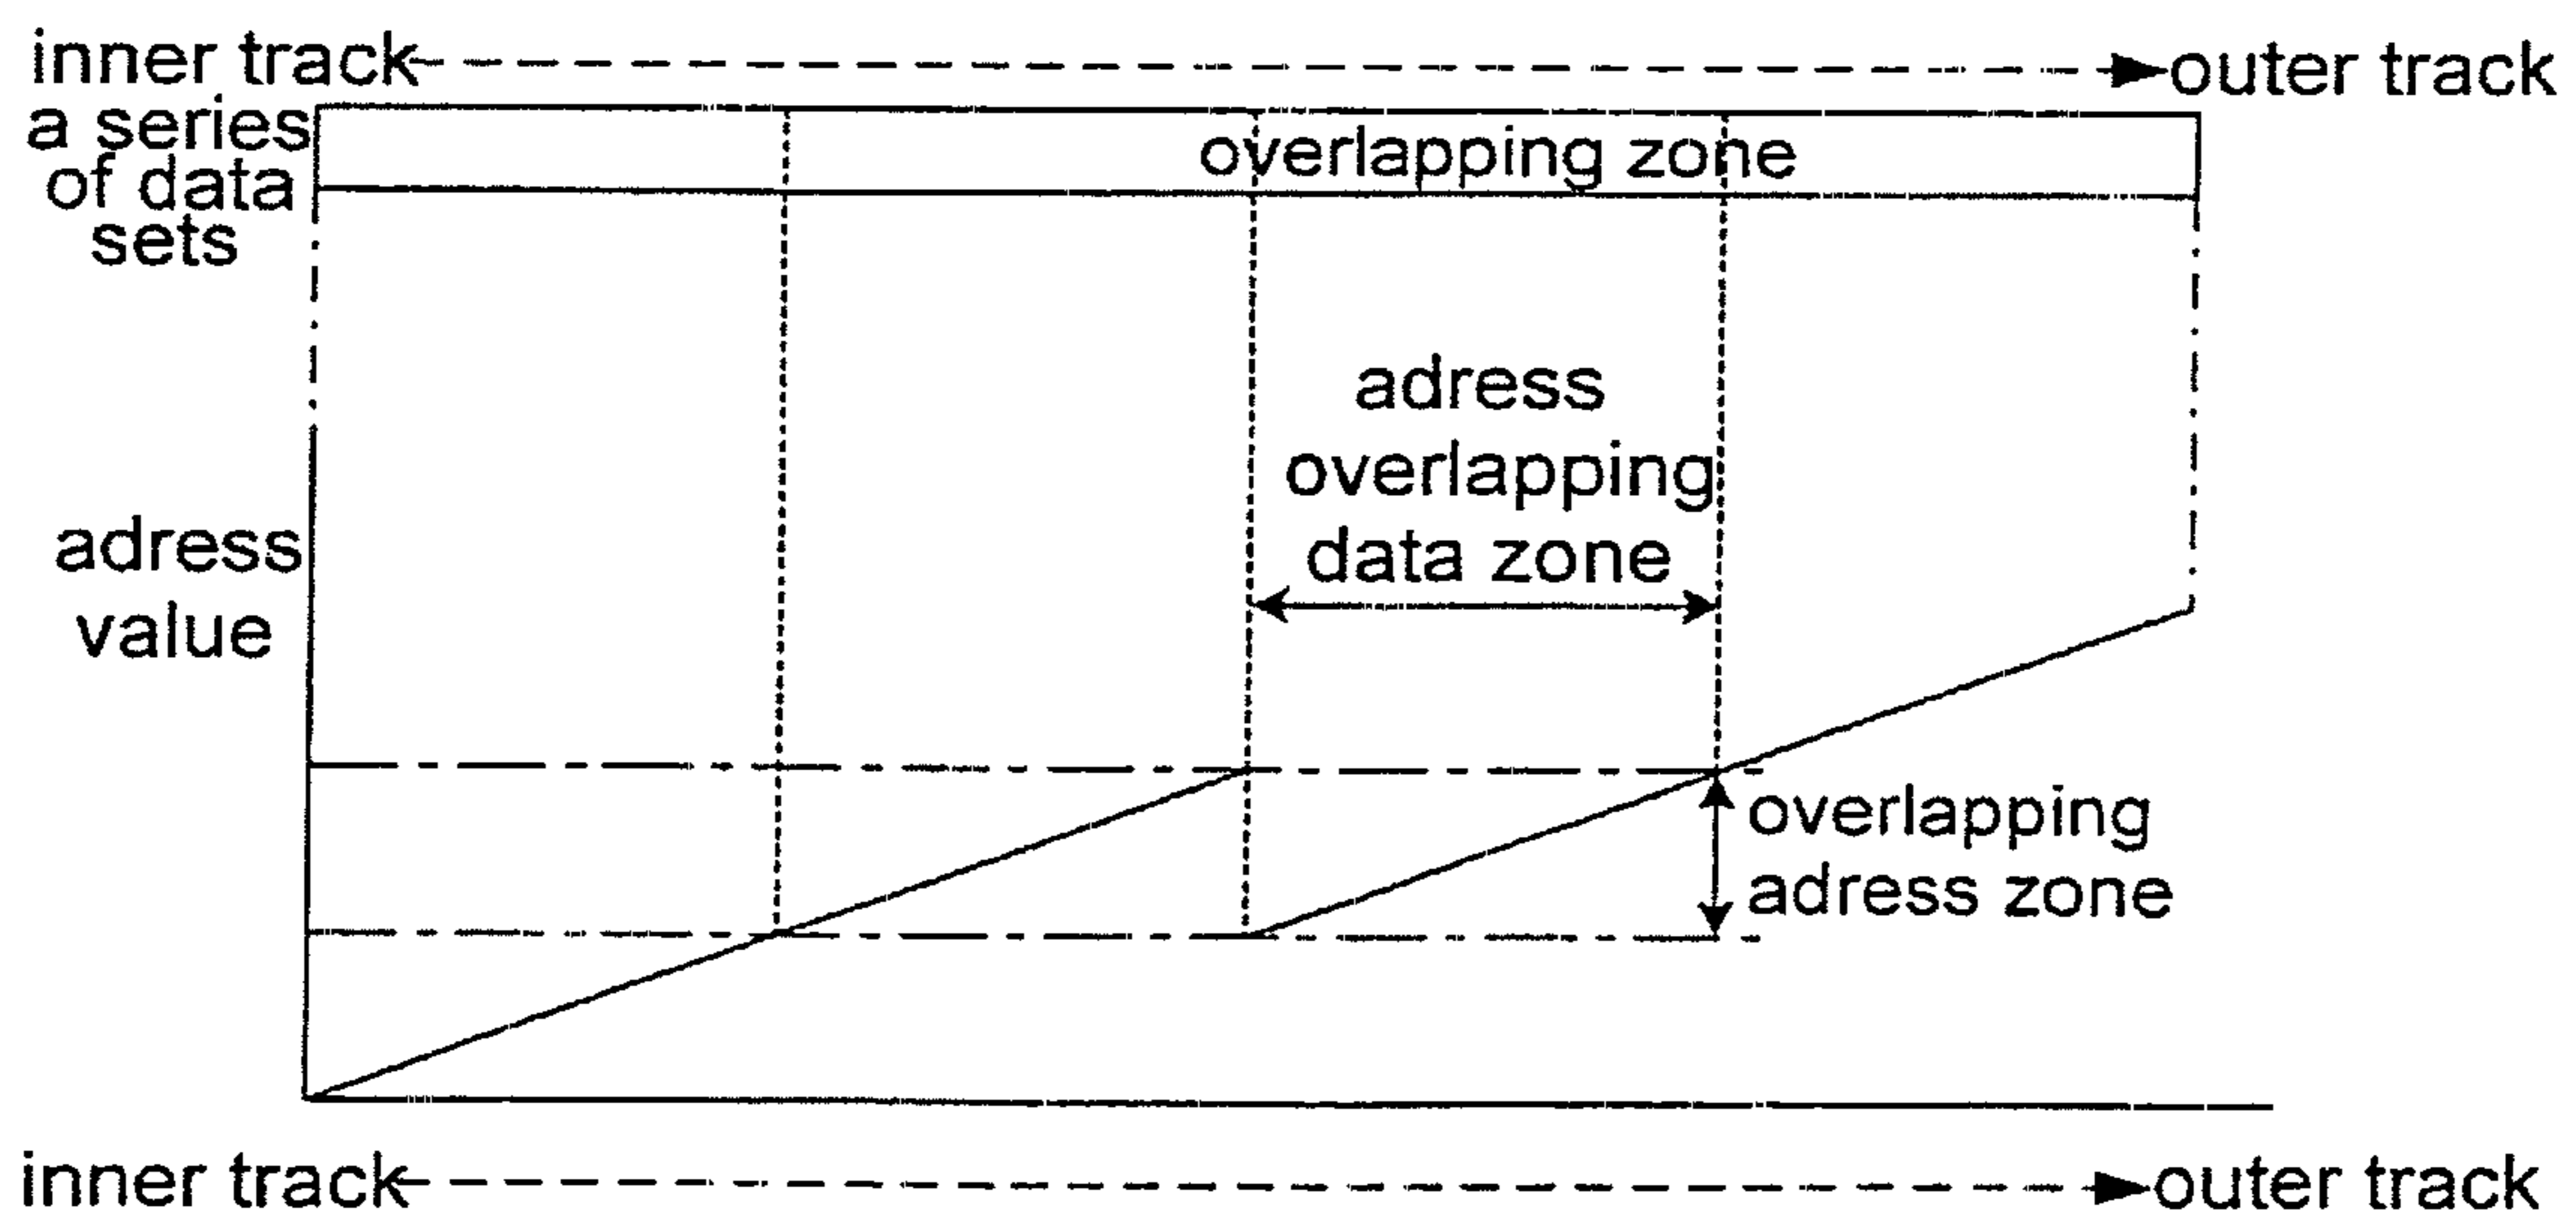 inner track
outer track
a series
of data
sets
overlapping zone
adress
overlapping
data zone
adress
value
overlapping
adress zone
inner track
outer track